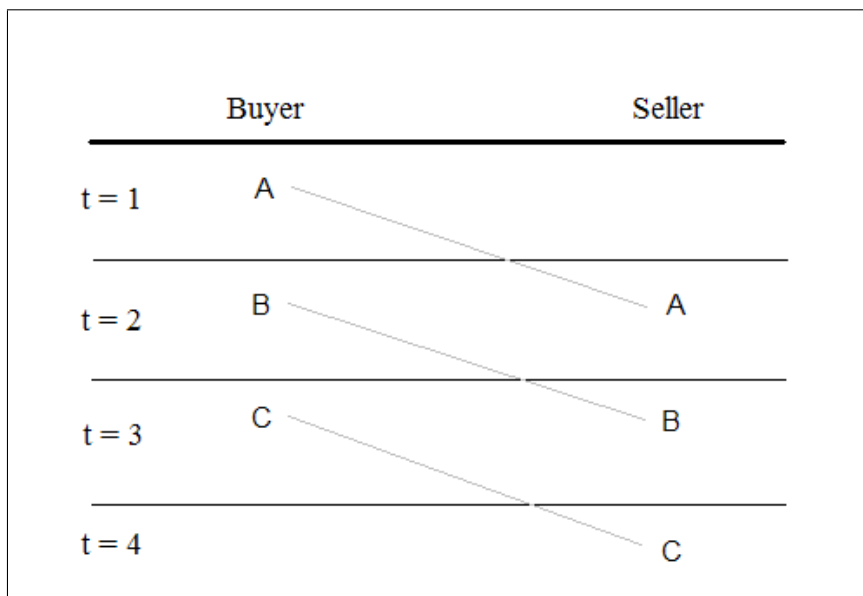 Buyer Seller
t = 1 A
t = 2 B A
t = 3 C B
t = 4 C